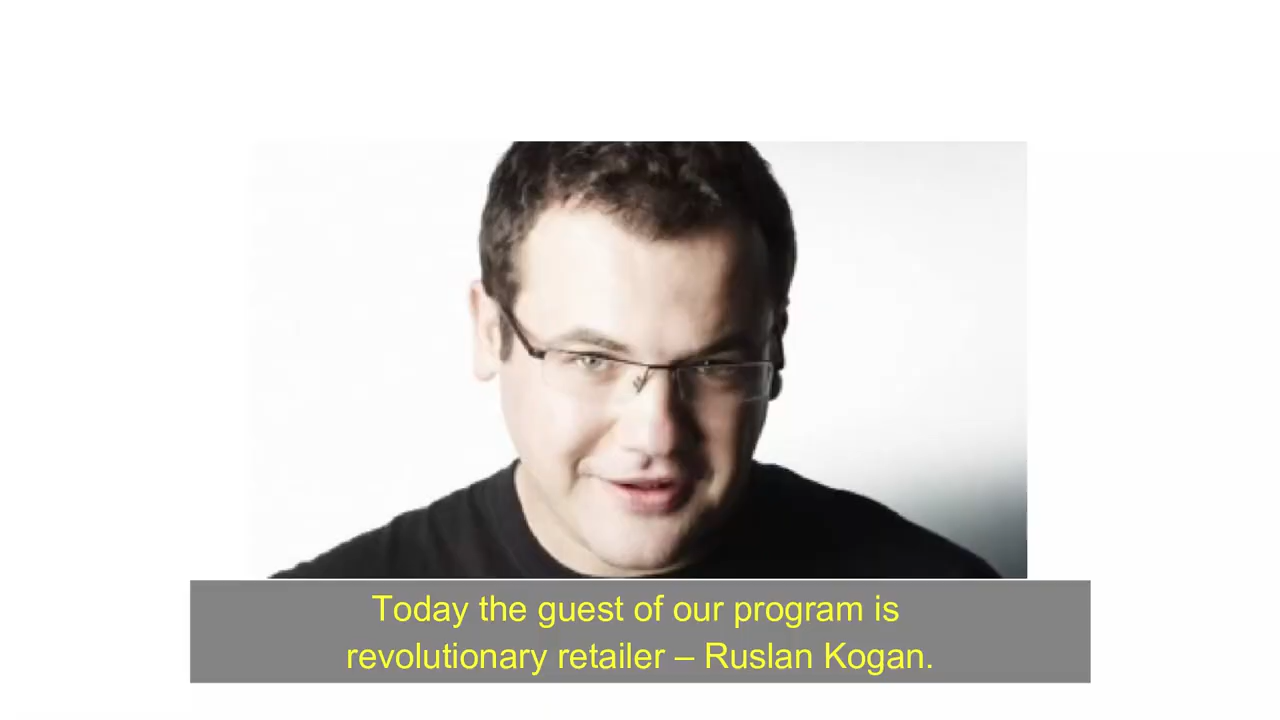 Today the guest of our program is
revolutionary retailer – Ruslan Kogan.